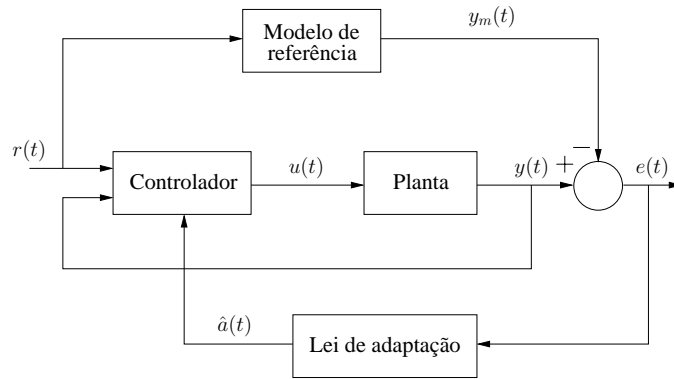 Modelo de
referência
y_m(t)
r(t)
Controlador
u(t)
Planta
y(t)
+
−
e(t)
â(t)
Lei de adaptação